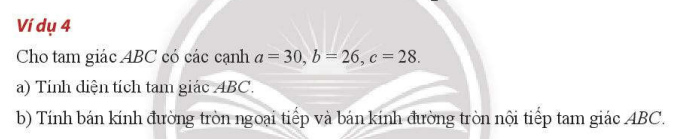 Ví dụ 4
Cho tam giác ABC có các cạnh a = 30, b = 26, c = 28.
a) Tính diện tích tam giác ABC.
b) Tính bán kính đường tròn ngoại tiếp và bán kính đường tròn nội tiếp tam giác ABC.